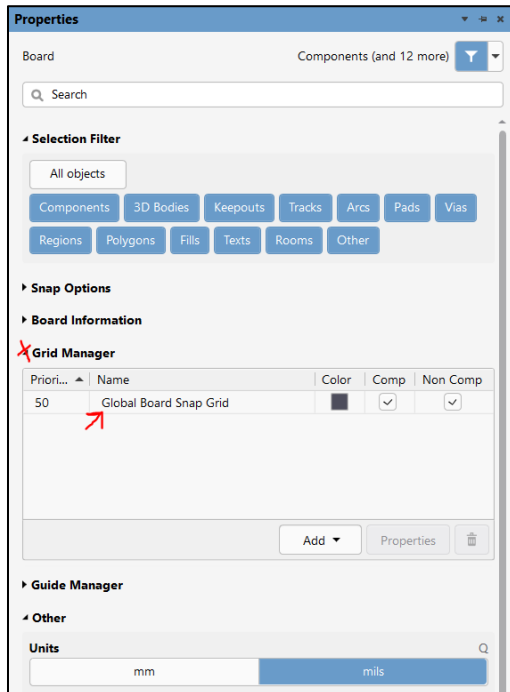 Properties
Board Components (and 12 more)
Search
Selection Filter
All objects
Components 3D Bodies Keepouts Tracks Arcs Pads Vias
Regions Polygons Fills Texts Rooms Other
Snap Options
Board Information
Grid Manager
Priori... Name Color Comp Non Comp
50 Global Board Snap Grid
Add Properties
Guide Manager
Other
Units
mm mils